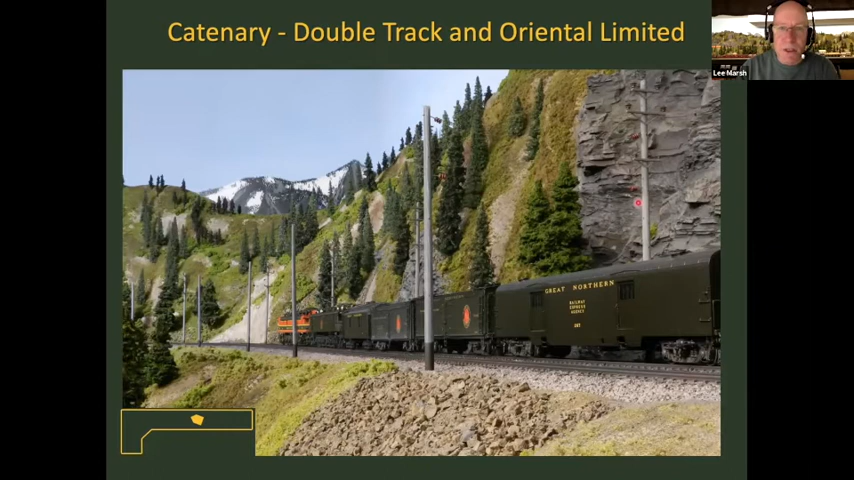 Catenary - Double Track and Oriental Limited
Lee Marsh
GREAT NORTHERN
RAILWAY
EXPRESS
AGENCY